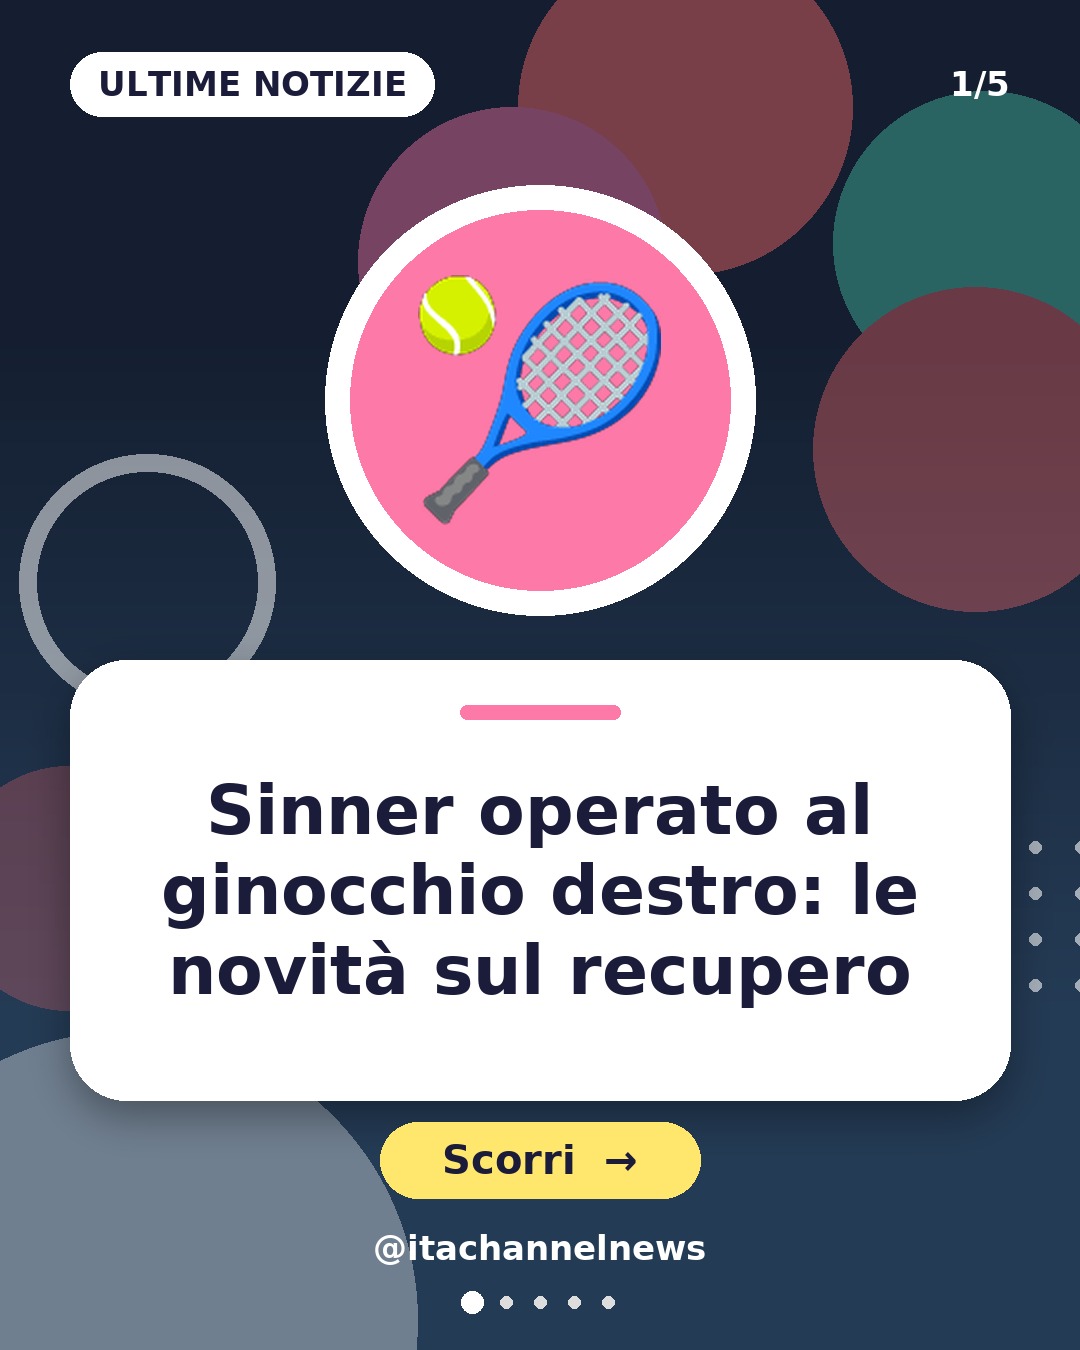 ULTIME NOTIZIE
1/5
Sinner operato al
ginocchio destro: le
novità sul recupero
Scorri →
@itachannelnews